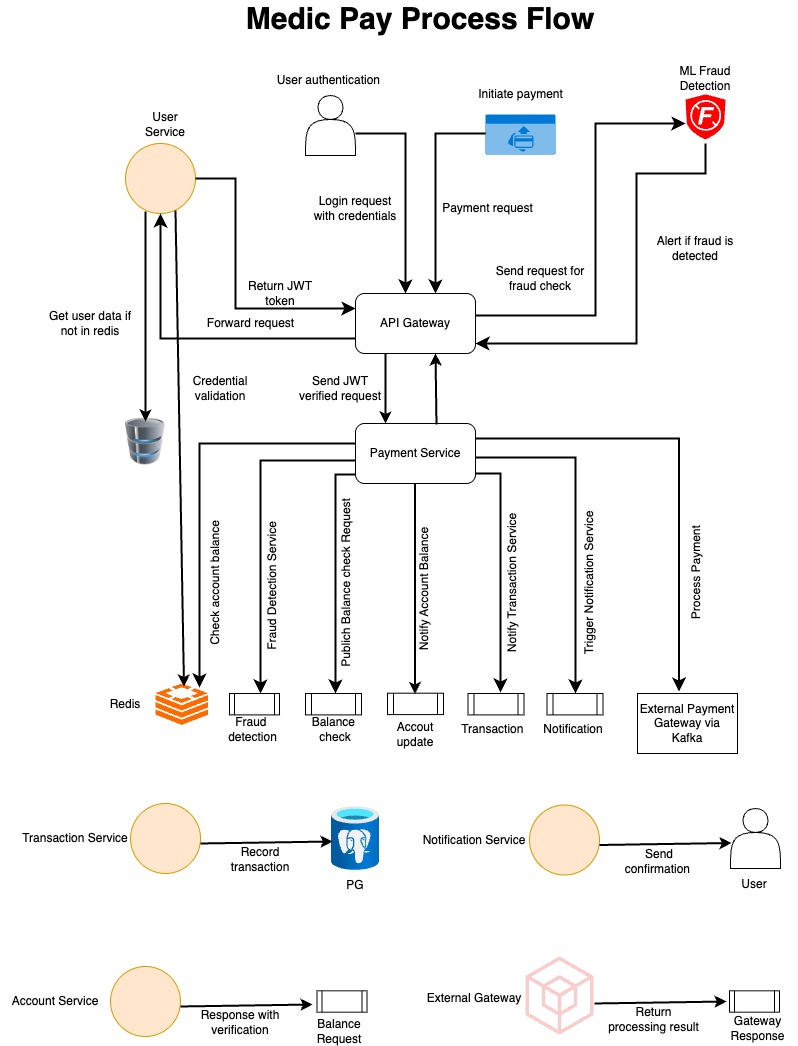 Medic Pay Process Flow
User authentication
Initiate payment
ML Fraud
Detection
F
User
Service
Login request
with credentials
Payment request
Alert if fraud is
detected
Send request for
fraud check
Return JWT
token
Get user data if
not in redis
Forward request
API Gateway
Credential
validation
Send JWT
verified request
Payment Service
Check account balance
Fraud Detection Service
Publich Balance check Request
Notify Account Balance
Notify Transaction Service
Trigger Notification Service
Process Payment
Redis
Fraud
detection
Balance
check
Accout
update
Transaction
Notification
External Payment
Gateway via
Kafka
Transaction Service
Record
transaction
PG
Notification Service
Send
confirmation
User
Account Service
Response with
verification
Balance
Request
External Gateway
Return
processing result
Gateway
Response